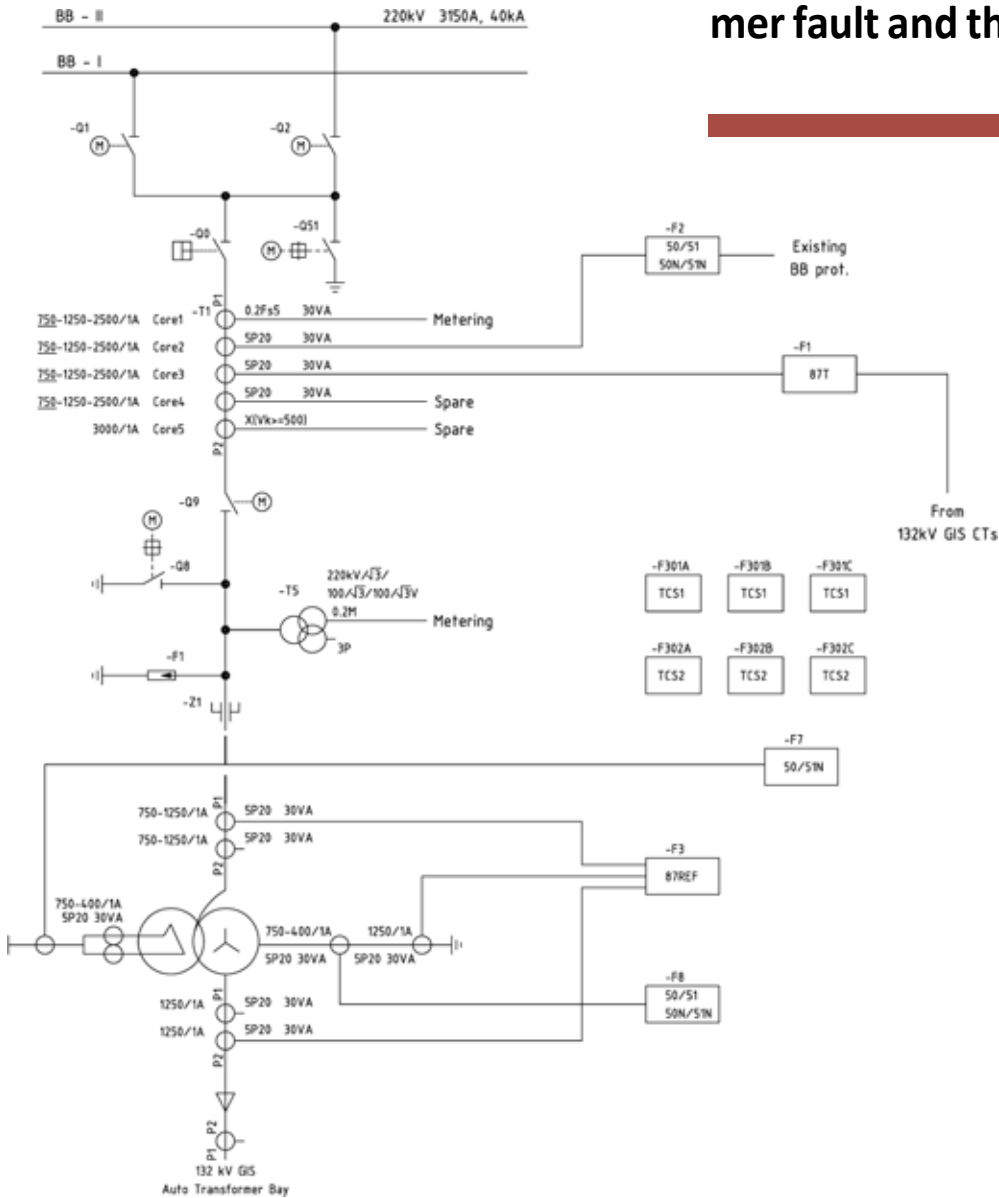 mer fault and th
BB - II
220kV 3150A, 40kA
BB - I
-Q1
M
-Q2
M
-Q0
-Q51
M
-F2
50/51
50N/51N
Existing
BB prot.
P1
-T1
750-1250-2500/1A Core1
0.2Fs5 30VA
Metering
750-1250-2500/1A Core2
5P20 30VA
-F1
87T
750-1250-2500/1A Core3
5P20 30VA
750-1250-2500/1A Core4
5P20 30VA
Spare
3000/1A Core5
X(Vk>=500)
Spare
P2
-Q9
M
From
132kV GIS CTs
M
-Q8
220kV/√3/
100/√3/100/√3V
-T5
0.2M
Metering
3P
-F301A
TCS1
-F301B
TCS1
-F301C
TCS1
-F302A
TCS2
-F302B
TCS2
-F302C
TCS2
-F1
-Z1
-F7
50/51N
P1
750-1250/1A
5P20 30VA
750-1250/1A
5P20 30VA
P2
-F3
87REF
750-400/1A
5P20 30VA
750-400/1A
5P20 30VA
1250/1A
5P20 30VA
-F8
50/51
50N/51N
P1
1250/1A
5P20 30VA
1250/1A
5P20 30VA
P2
P2
P1
132 kV GIS
Auto Transformer Bay